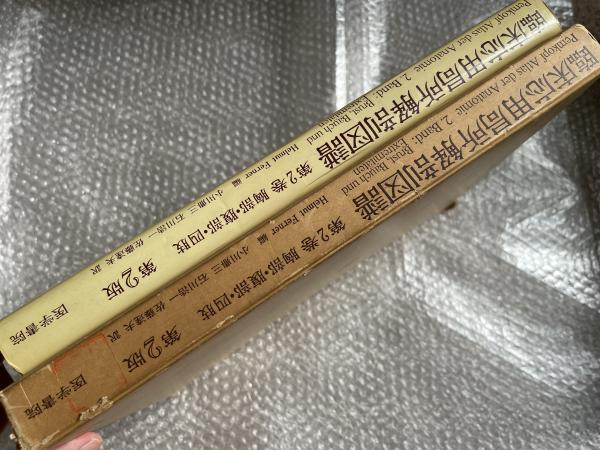 臨床応用局所解剖図譜
Pernkopf Atlas der Anatomie 2. Band: Brust, Bauch und
Extremitäten
第2巻 胸部・腹部・四肢
Helmut Ferner 編 小川鼎三 石川浩一 佐藤達夫 訳
第2版
医学書院
臨床応用局所解剖図譜
Pernkopf Atlas der Anatomie 2. Band: Brust, Bauch und
Extremitäten
第2巻 胸部・腹部・四肢
Helmut Ferner 編 小川鼎三 石川浩一 佐藤達夫 訳
第2版
医学書院